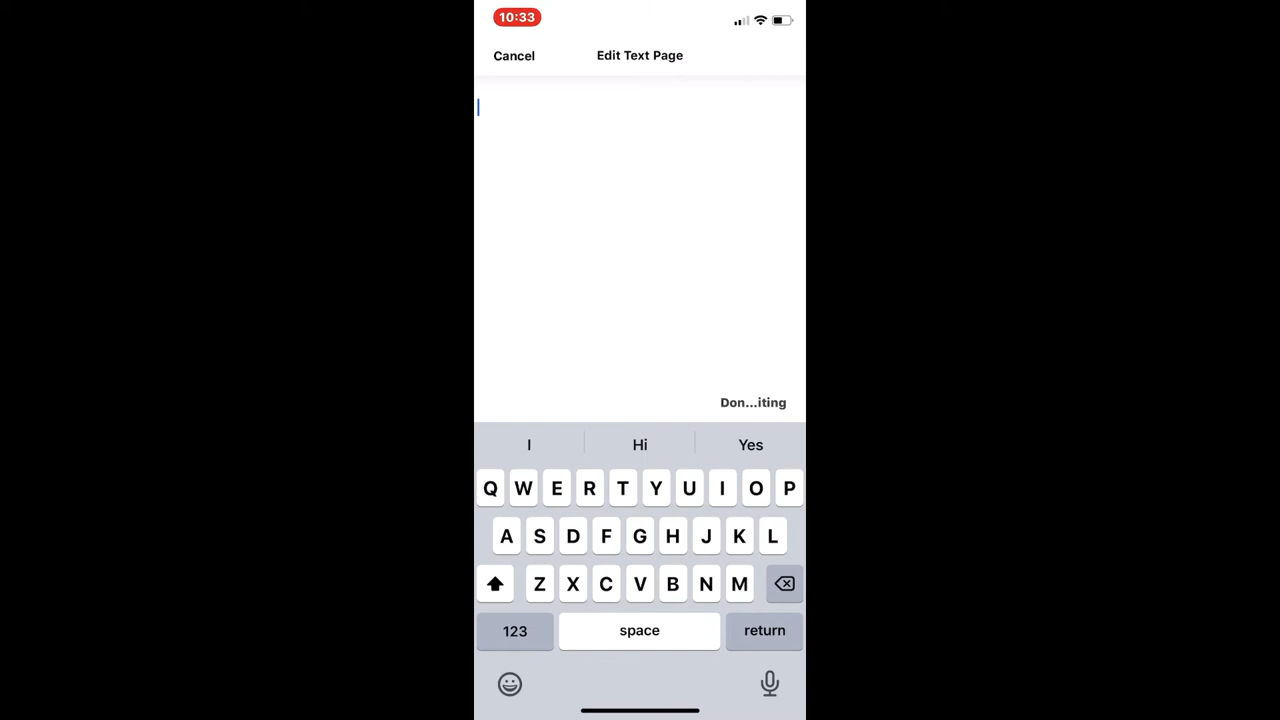 10:33
Cancel Edit Text Page
Don...iting
I Hi Yes
Q W E R T Y U I O P
A S D F G H J K L
Z X C V B N M
123 space return